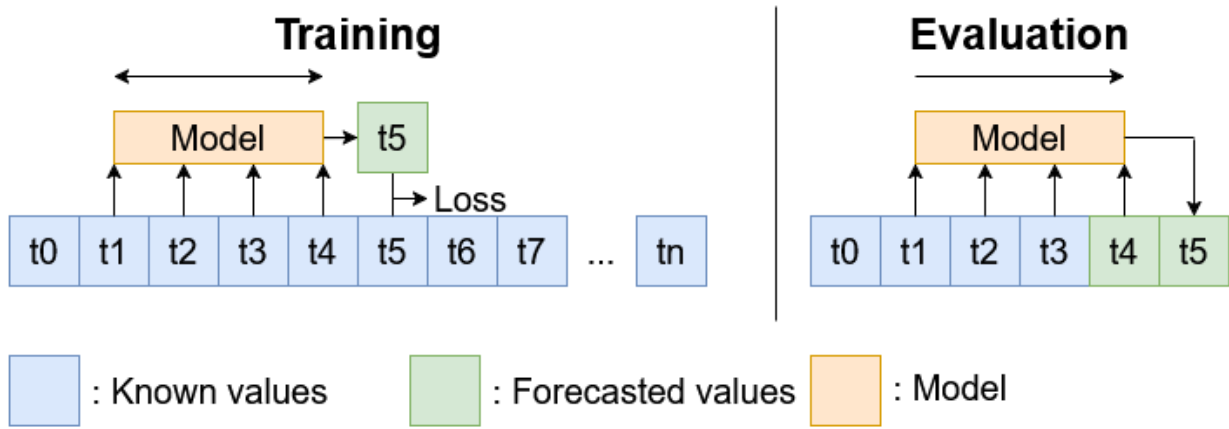 Training
Evaluation
Model
t5
Model
Loss
t0 t1 t2 t3 t4 t5 t6 t7 ... tn
t0 t1 t2 t3 t4 t5
: Known values
: Forecasted values
: Model